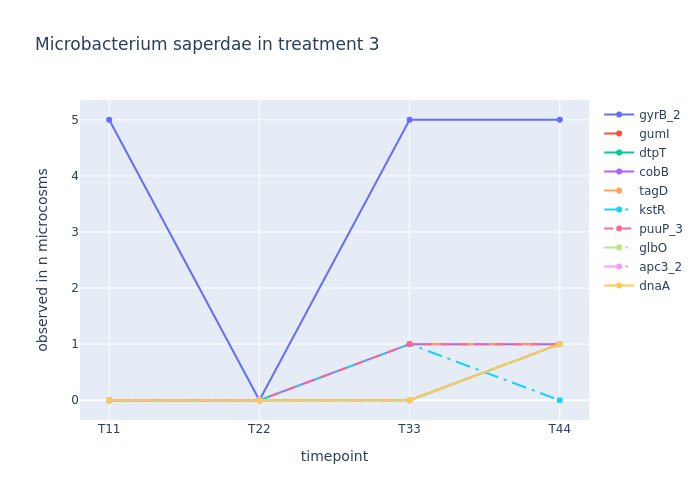 Microbacterium saperdae in treatment 3
observed in n microcosms
5
4
3
2
1
0
T11
T22
T33
T44
timepoint
gyrB_2
gumI
dtpT
cobB
tagD
kstR
puuP_3
glbO
apc3_2
dnaA